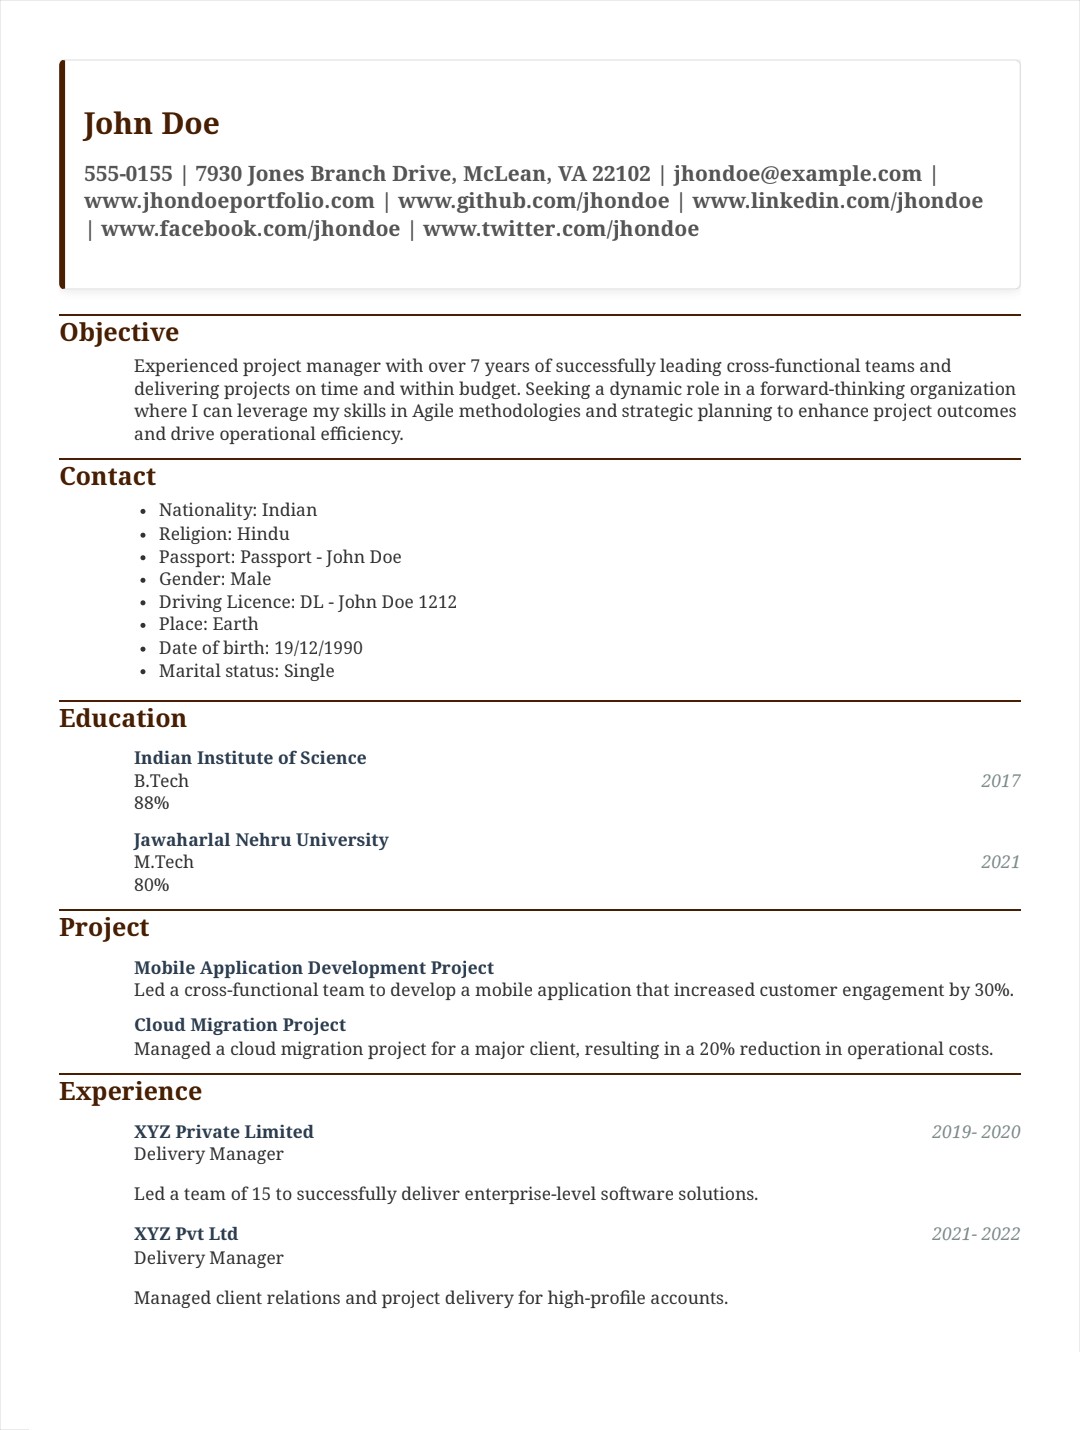 John Doe
555-0155 | 7930 Jones Branch Drive, McLean, VA 22102 | jhondoe@example.com |
www.jhondoeportfolio.com | www.github.com/jhondoe | www.linkedin.com/jhondoe
| www.facebook.com/jhondoe | www.twitter.com/jhondoe
Objective
Experienced project manager with over 7 years of successfully leading cross-functional teams and
delivering projects on time and within budget. Seeking a dynamic role in a forward-thinking organization
where I can leverage my skills in Agile methodologies and strategic planning to enhance project outcomes
and drive operational efficiency.
Contact
• Nationality: Indian
• Religion: Hindu
• Passport: Passport - John Doe
• Gender: Male
• Driving Licence: DL - John Doe 1212
• Place: Earth
• Date of birth: 19/12/1990
• Marital status: Single
Education
Indian Institute of Science
B.Tech 2017
88%
Jawaharlal Nehru University
M.Tech 2021
80%
Project
Mobile Application Development Project
Led a cross-functional team to develop a mobile application that increased customer engagement by 30%.
Cloud Migration Project
Managed a cloud migration project for a major client, resulting in a 20% reduction in operational costs.
Experience
XYZ Private Limited 2019- 2020
Delivery Manager
Led a team of 15 to successfully deliver enterprise-level software solutions.
XYZ Pvt Ltd 2021- 2022
Delivery Manager
Managed client relations and project delivery for high-profile accounts.